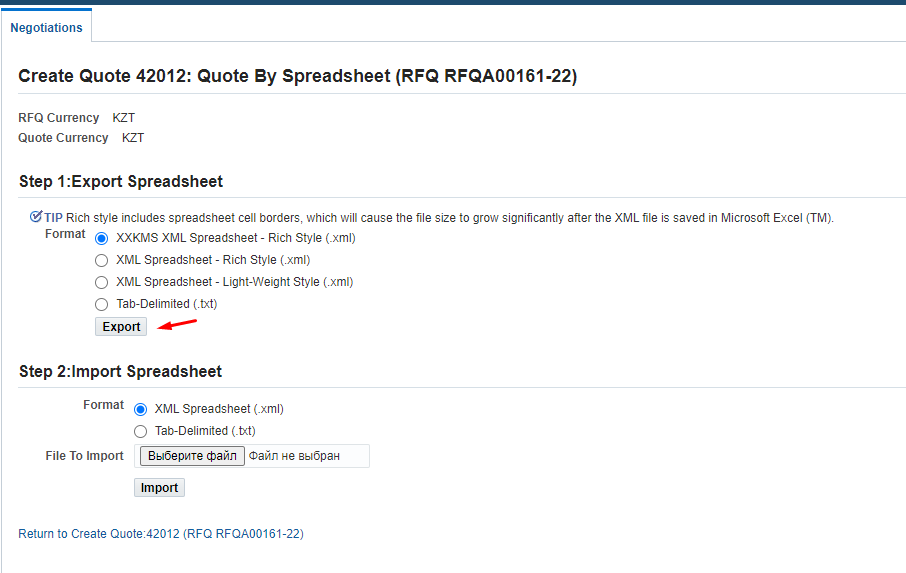 Negotiations
Create Quote 42012: Quote By Spreadsheet (RFQ RFQA00161-22)
RFQ Currency KZT
Quote Currency KZT
Step 1:Export Spreadsheet
TIP Rich style includes spreadsheet cell borders, which will cause the file size to grow significantly after the XML file is saved in Microsoft Excel (TM).
Format XXKMS XML Spreadsheet - Rich Style (.xml)
XML Spreadsheet - Rich Style (.xml)
XML Spreadsheet - Light-Weight Style (.xml)
Tab-Delimited (.txt)
Export
Step 2:Import Spreadsheet
Format XML Spreadsheet (.xml)
Tab-Delimited (.txt)
File To Import Выберите файл Файл не выбран
Import
Return to Create Quote:42012 (RFQ RFQA00161-22)